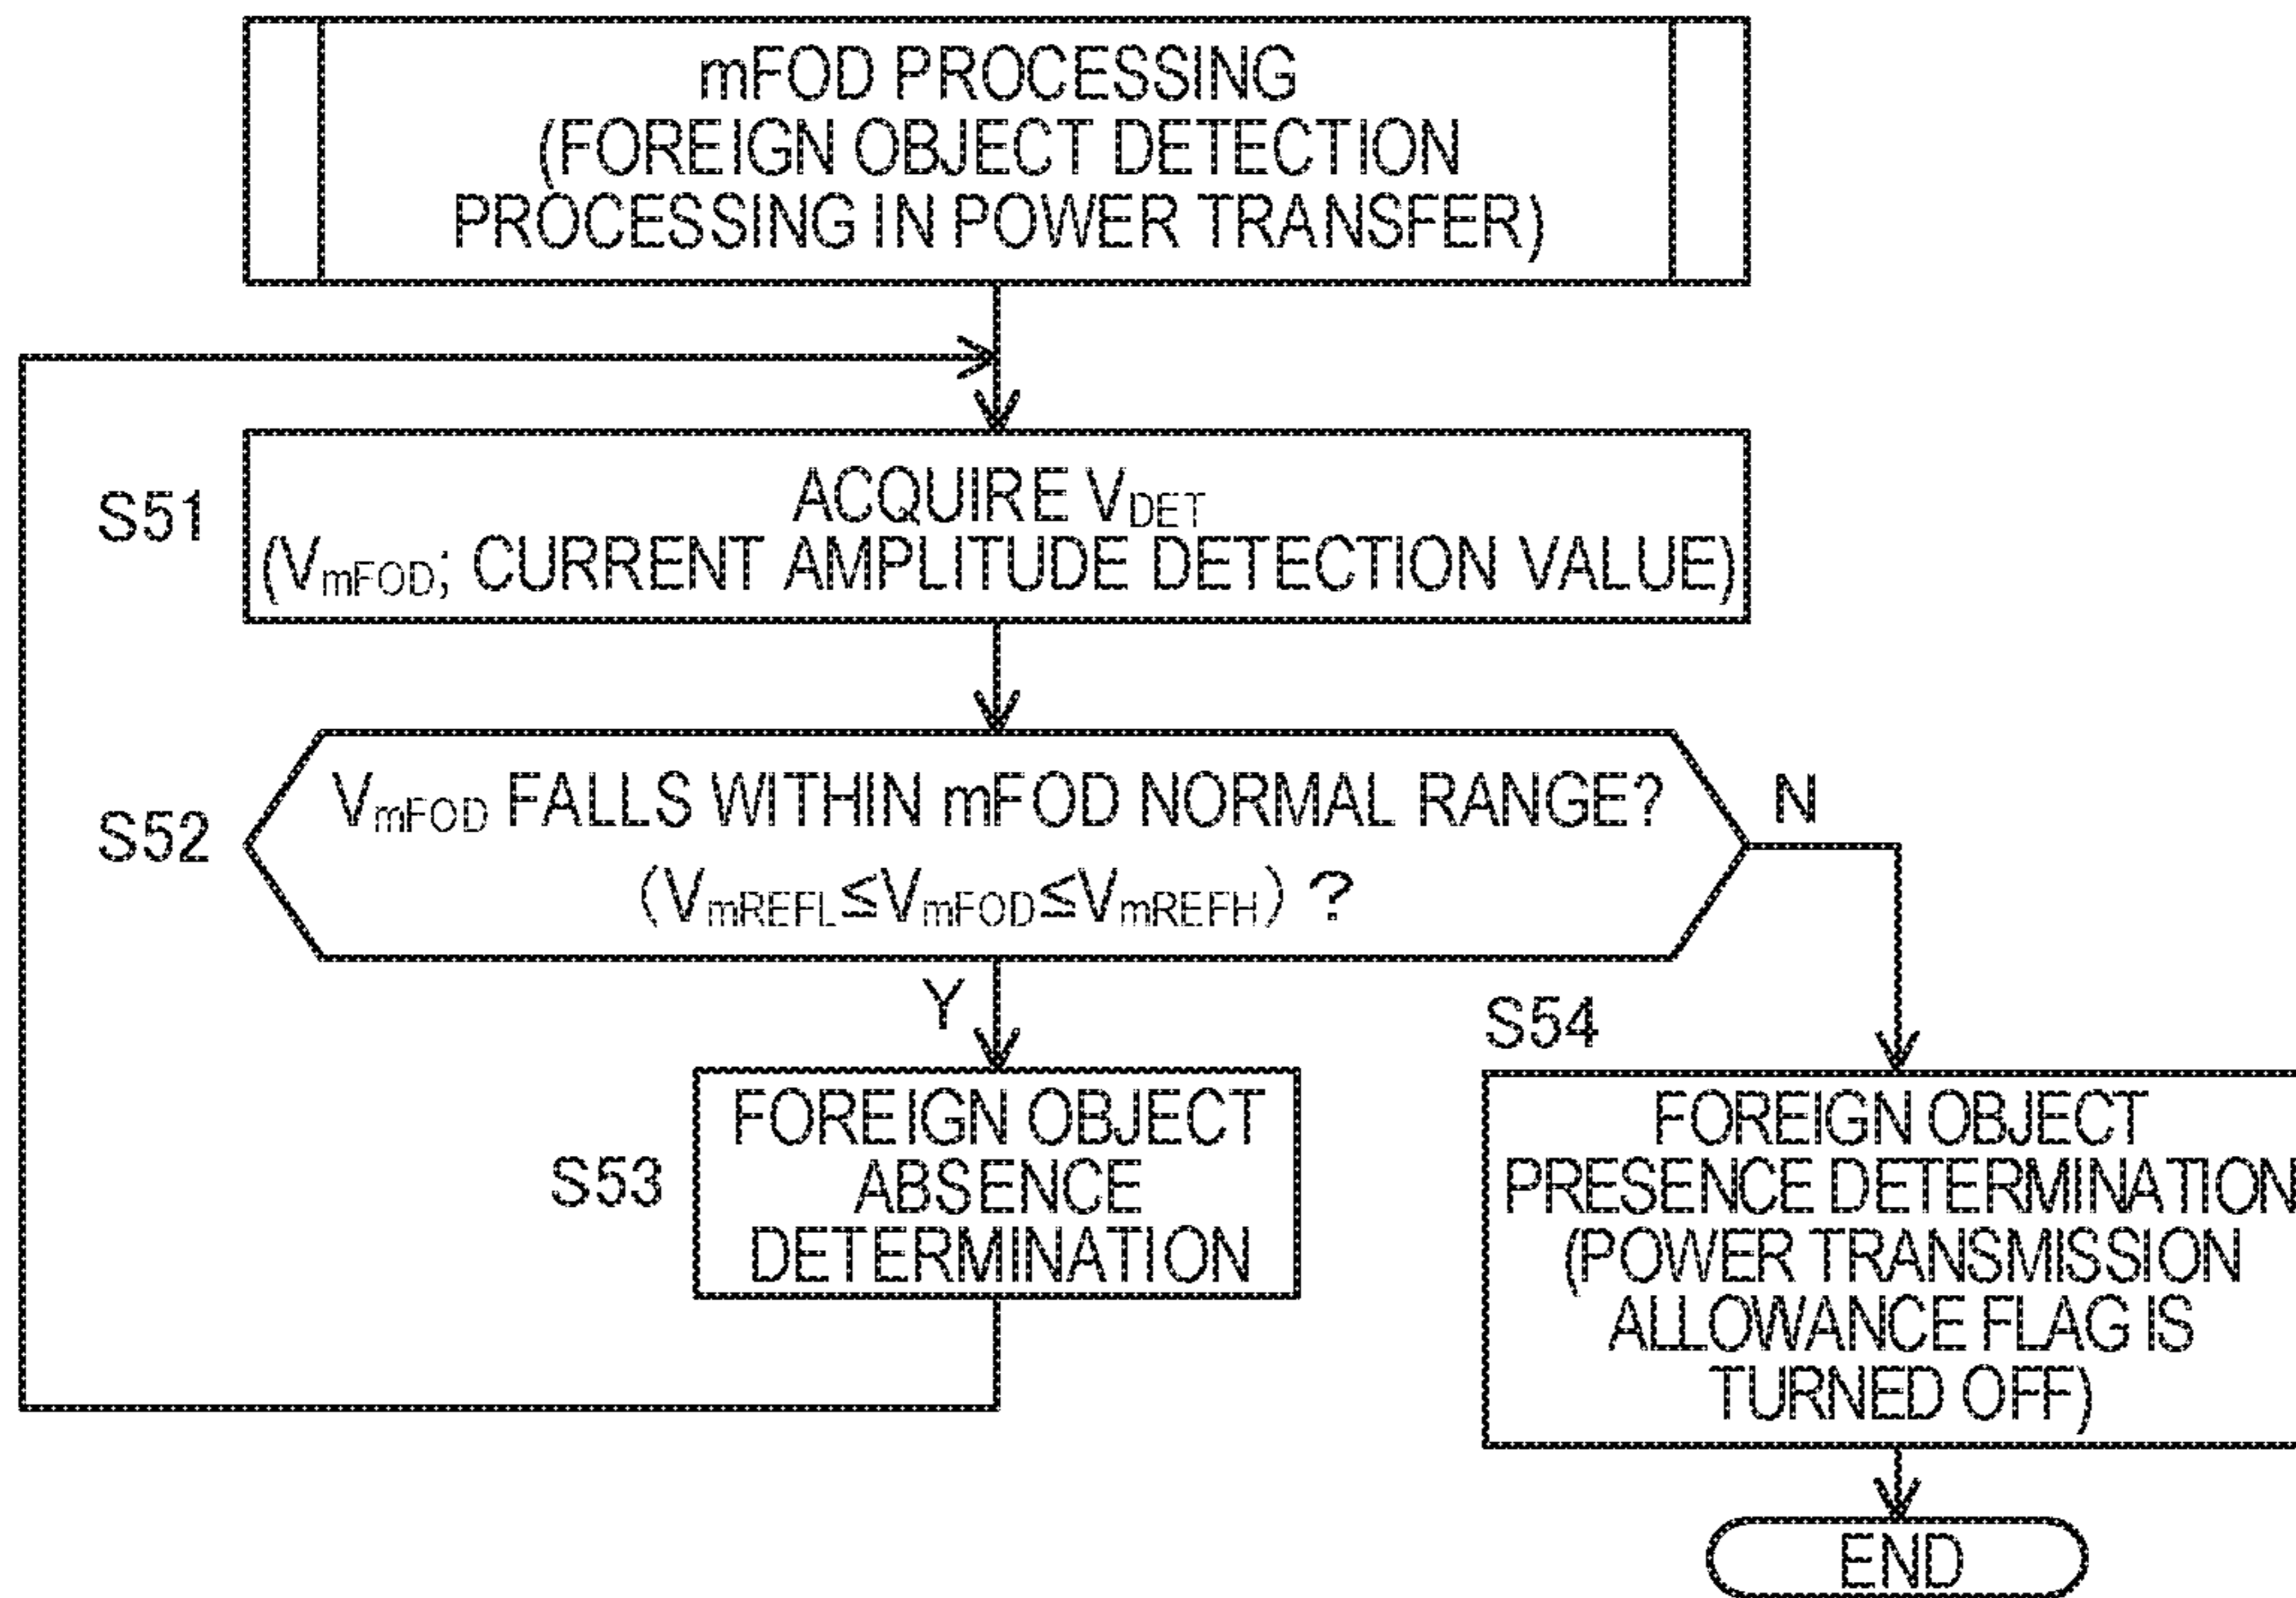 mFOD PROCESSING
(FOREIGN OBJECT DETECTION
PROCESSING IN POWER TRANSFER)
S51
ACQUIRE VDET
(VmFOD; CURRENT AMPLITUDE DETECTION VALUE)
S52
VmFOD FALLS WITHIN mFOD NORMAL RANGE?
(VmREFL≤VmFOD≤VmREFH) ?
N
Y
S53
FOREIGN OBJECT
ABSENCE
DETERMINATION
S54
FOREIGN OBJECT
PRESENCE DETERMINATION
(POWER TRANSMISSION
ALLOWANCE FLAG IS
TURNED OFF)
END